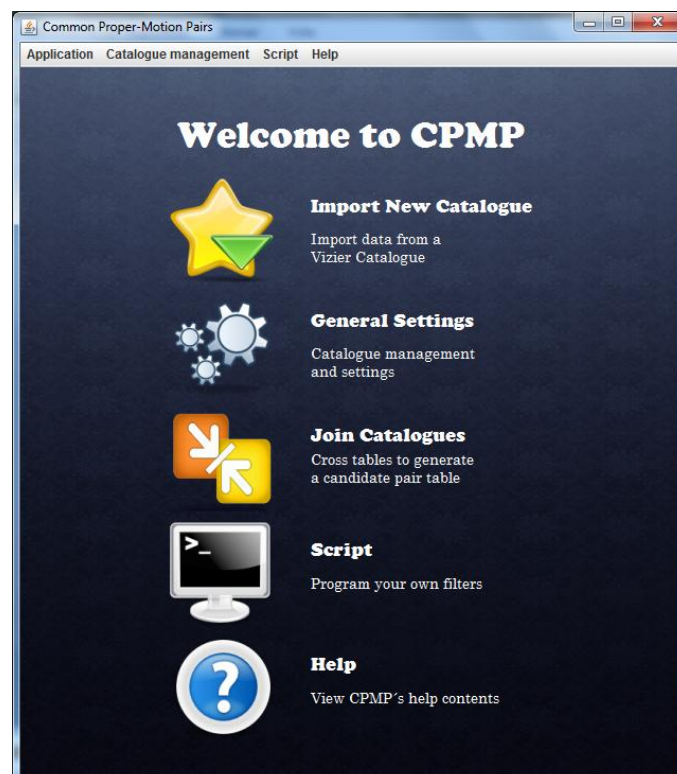 Common Proper-Motion Pairs
Application Catalogue management Script Help
Welcome to CPMP
Import New Catalogue
Import data from a
Vizier Catalogue
General Settings
Catalogue management
and settings
Join Catalogues
Cross tables to generate
a candidate pair table
>_
Script
Program your own filters
?
Help
View CPMP´s help contents